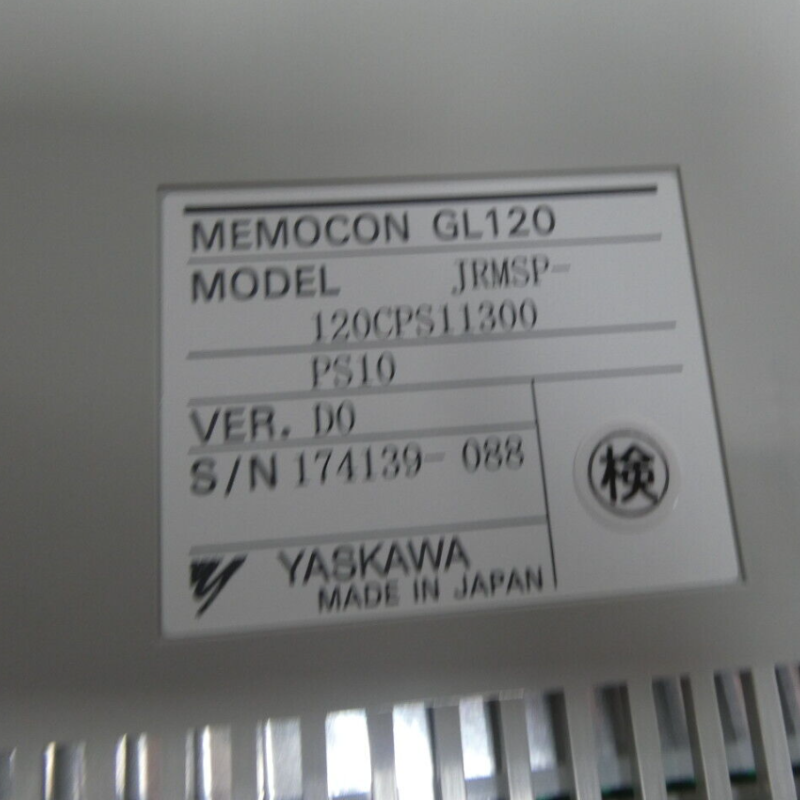 MEMOCON GL120
MODEL JRMSP-
120CPS11300
PS10
VER. D0
S/N 174139-088
検
YASKAWA
MADE IN JAPAN